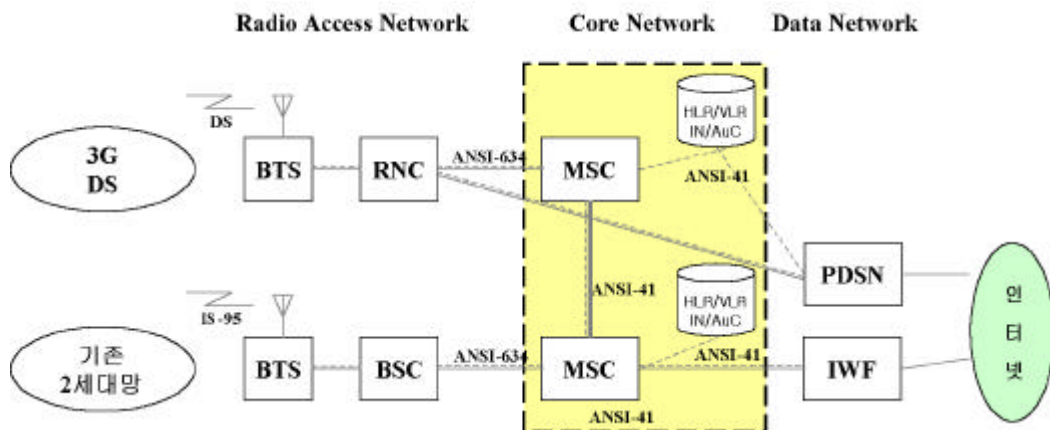 Radio Access Network
Core Network
Data Network
DS
HLR/VLR
IN/AuC
3G
DS
BTS
RNC
ANSI-634
MSC
ANSI-41
PDSN
인
터
넷
IS-95
ANSI-41
HLR/VLR
IN/AuC
기존
2세대망
BTS
BSC
ANSI-634
MSC
ANSI-41
IWF
ANSI-41